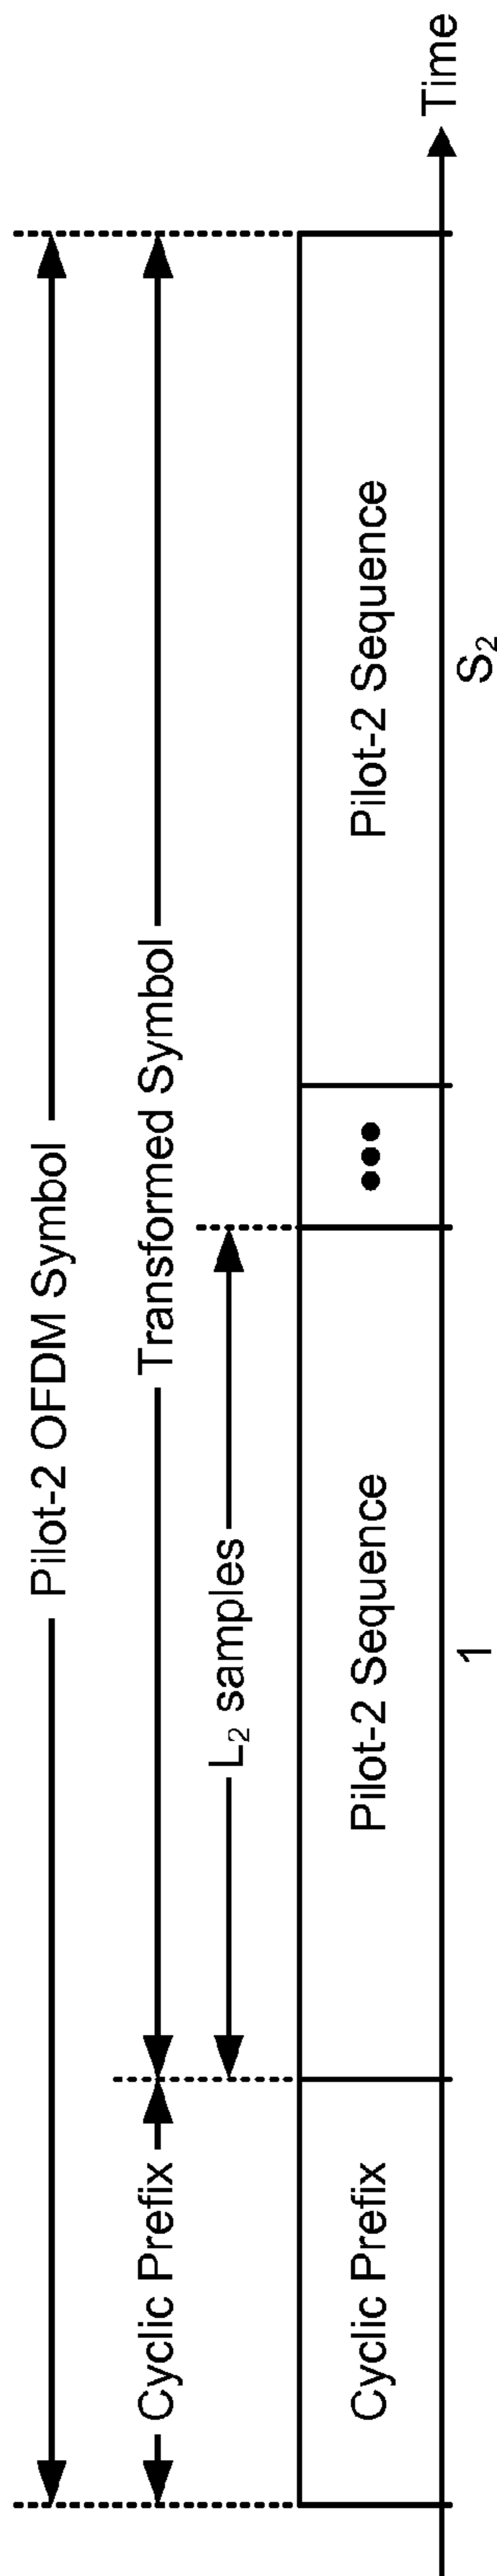 Pilot-2 OFDM Symbol
Cyclic Prefix
Transformed Symbol
L₂ samples
Cyclic Prefix
Pilot-2 Sequence
•••
Pilot-2 Sequence
Time
1
S₂